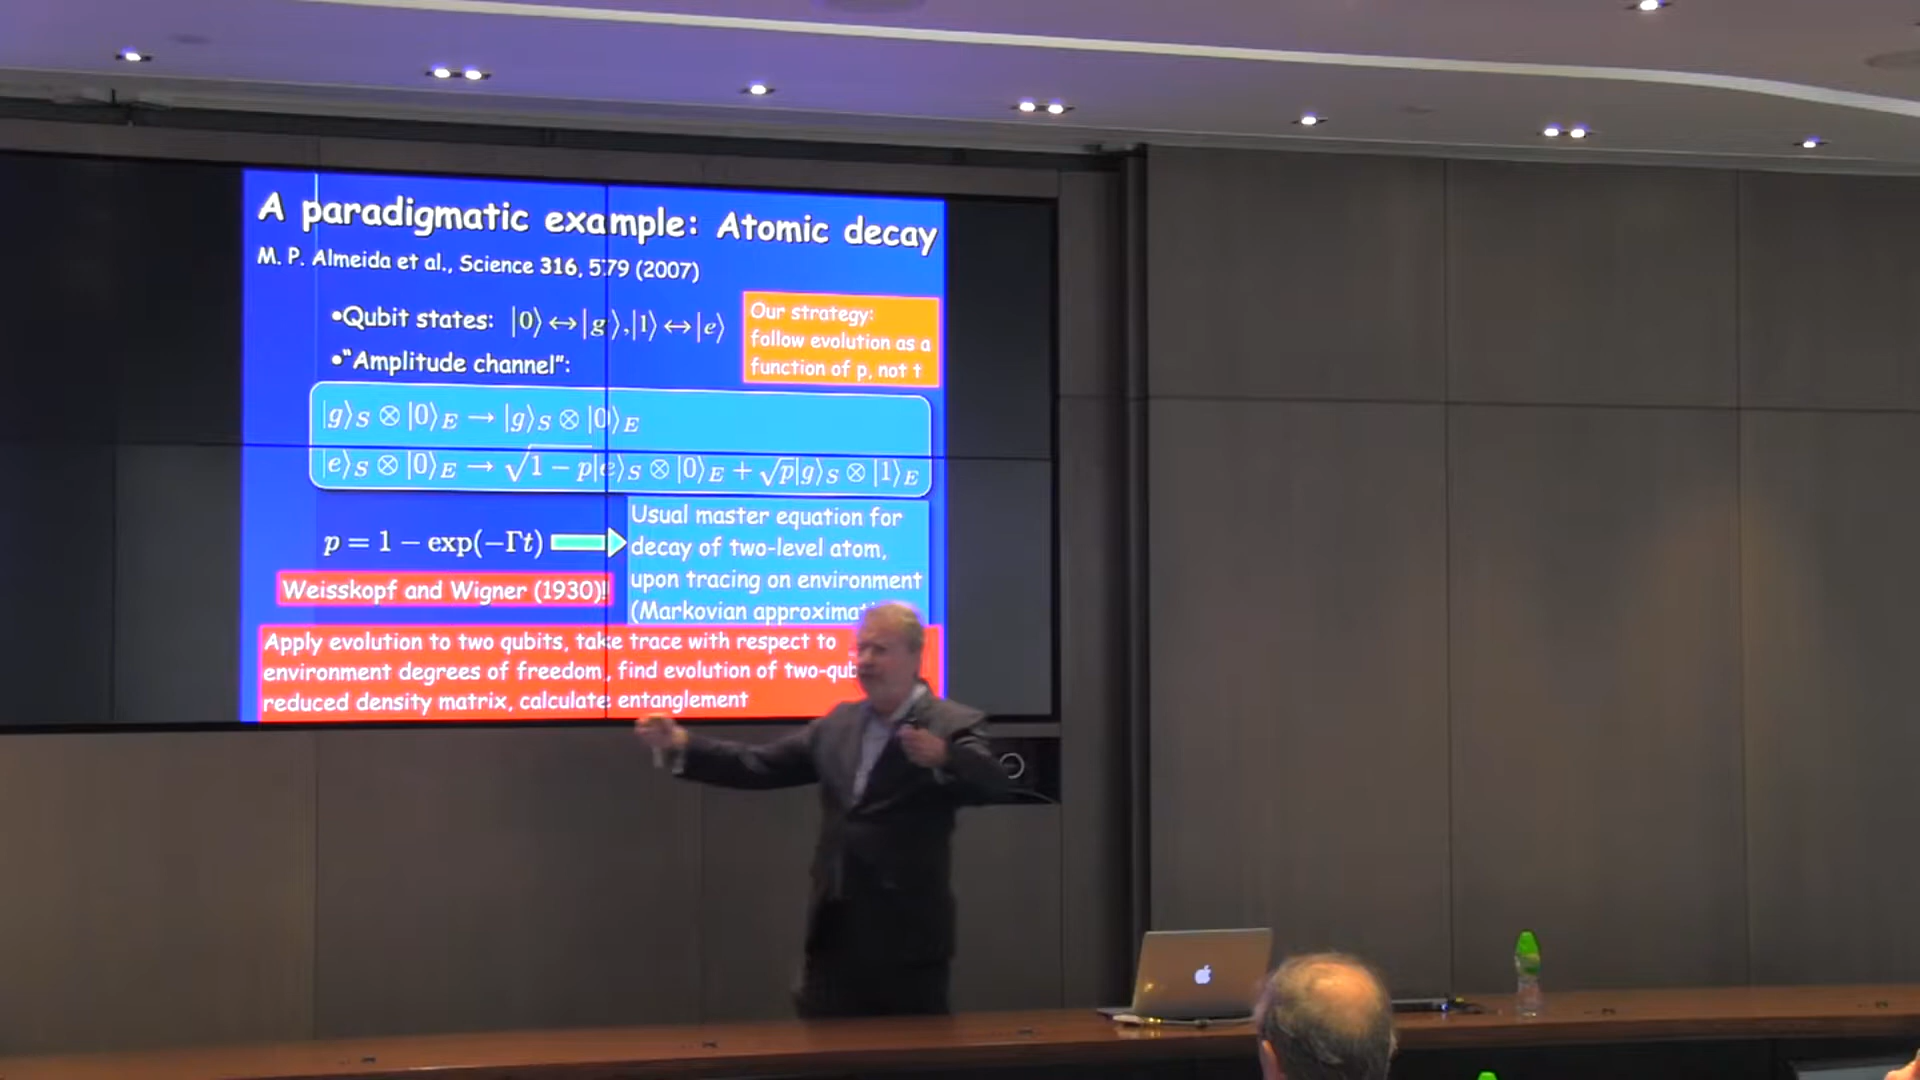 A paradigmatic example: Atomic decay
M. P. Almeida et al., Science 316, 579 (2007)
•Qubit states: |0⟩↔|g⟩,|1⟩↔|e⟩
Our strategy:
follow evolution as a
function of p, not t
•“Amplitude channel”:
|g⟩S ⊗ |0⟩E → |g⟩S ⊗ |0⟩E
|e⟩S ⊗ |0⟩E → √1 − p|e⟩S ⊗ |0⟩E + √p|g⟩S ⊗ |1⟩E
p = 1 − exp(−Γt)
Usual master equation for
decay of two-level atom,
upon tracing on environment
(Markovian
Weisskopf and Wigner (1930)!
Apply evolution to two qubits, take trace with respect to
environment degrees of freedom, find evolution of
reduced density matrix, calculate entanglement